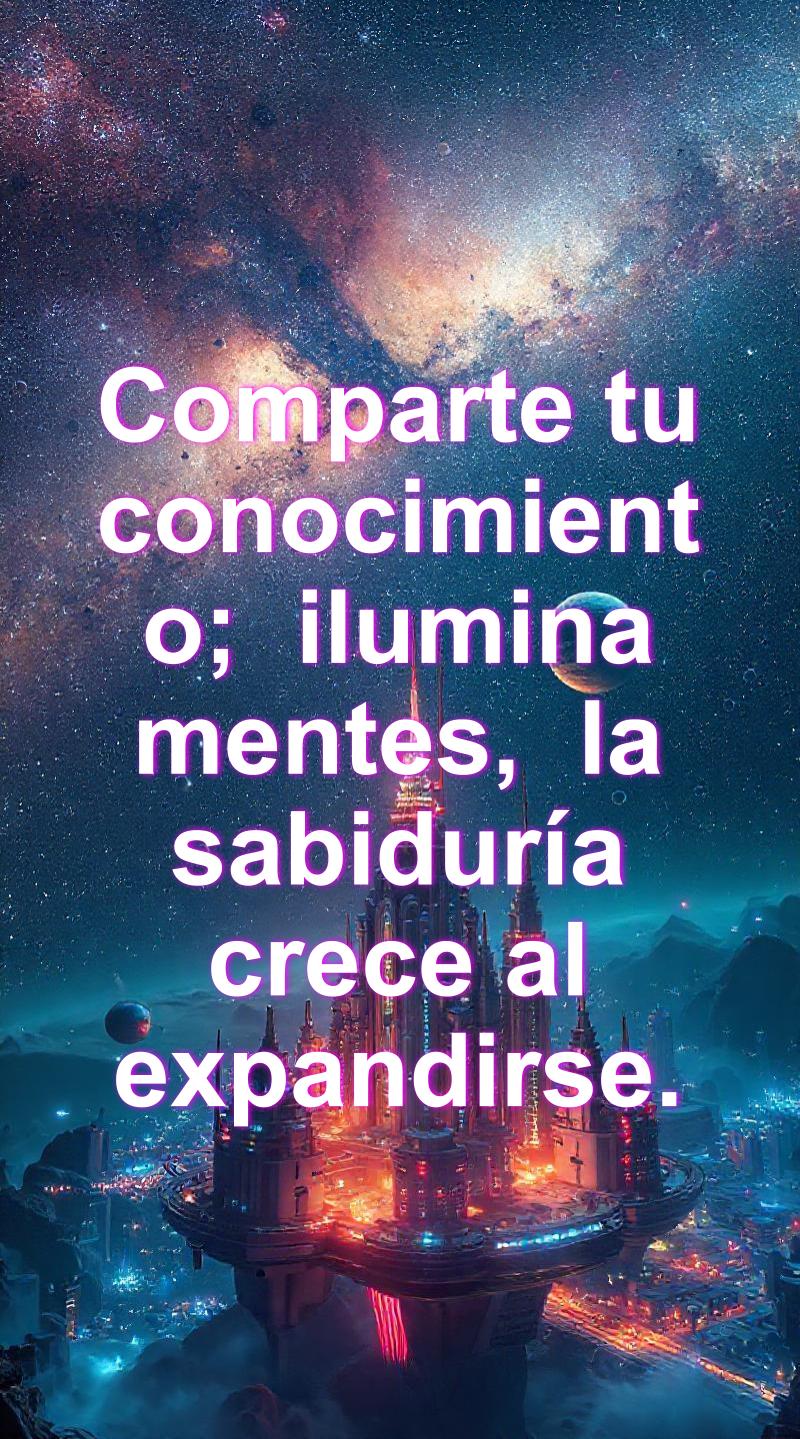 Comparte tu
conocimient
o;  ilumina
mentes,  la
sabiduría
crece al
expandirse.